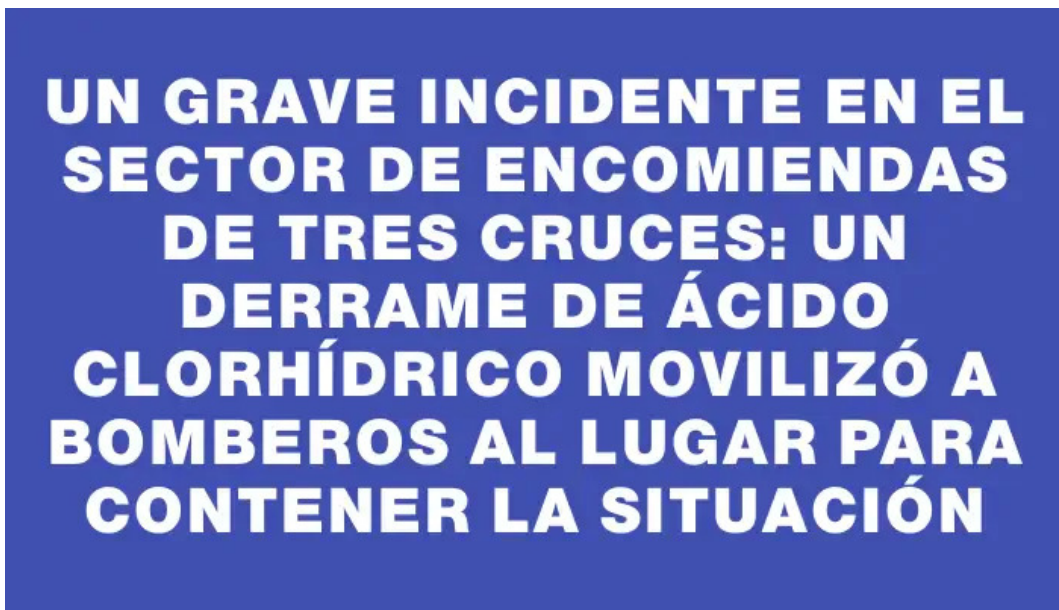 UN GRAVE INCIDENTE EN EL
SECTOR DE ENCOMIENDAS
DE TRES CRUCES: UN
DERRAME DE ÁCIDO
CLORHÍDRICO MOVILIZÓ A
BOMBEROS AL LUGAR PARA
CONTENER LA SITUACIÓN